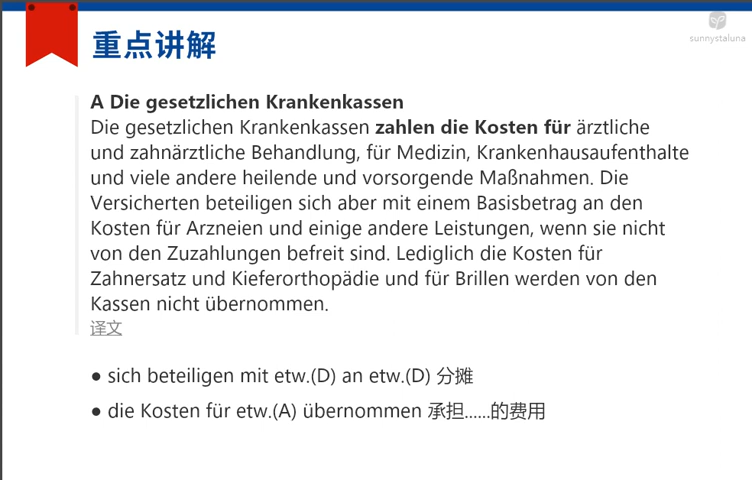 sunnystaluna
重点讲解
A Die gesetzlichen Krankenkassen
Die gesetzlichen Krankenkassen zahlen die Kosten für ärztliche
und zahnärztliche Behandlung, für Medizin, Krankenhausaufenthalte
und viele andere heilende und vorsorgende Maßnahmen. Die
Versicherten beteiligen sich aber mit einem Basisbetrag an den
Kosten für Arzneien und einige andere Leistungen, wenn sie nicht
von den Zuzahlungen befreit sind. Lediglich die Kosten für
Zahnersatz und Kieferorthopädie und für Brillen werden von den
Kassen nicht übernommen.
译文
● sich beteiligen mit etw.(D) an etw.(D) 分摊
● die Kosten für etw.(A) übernommen 承担......的费用